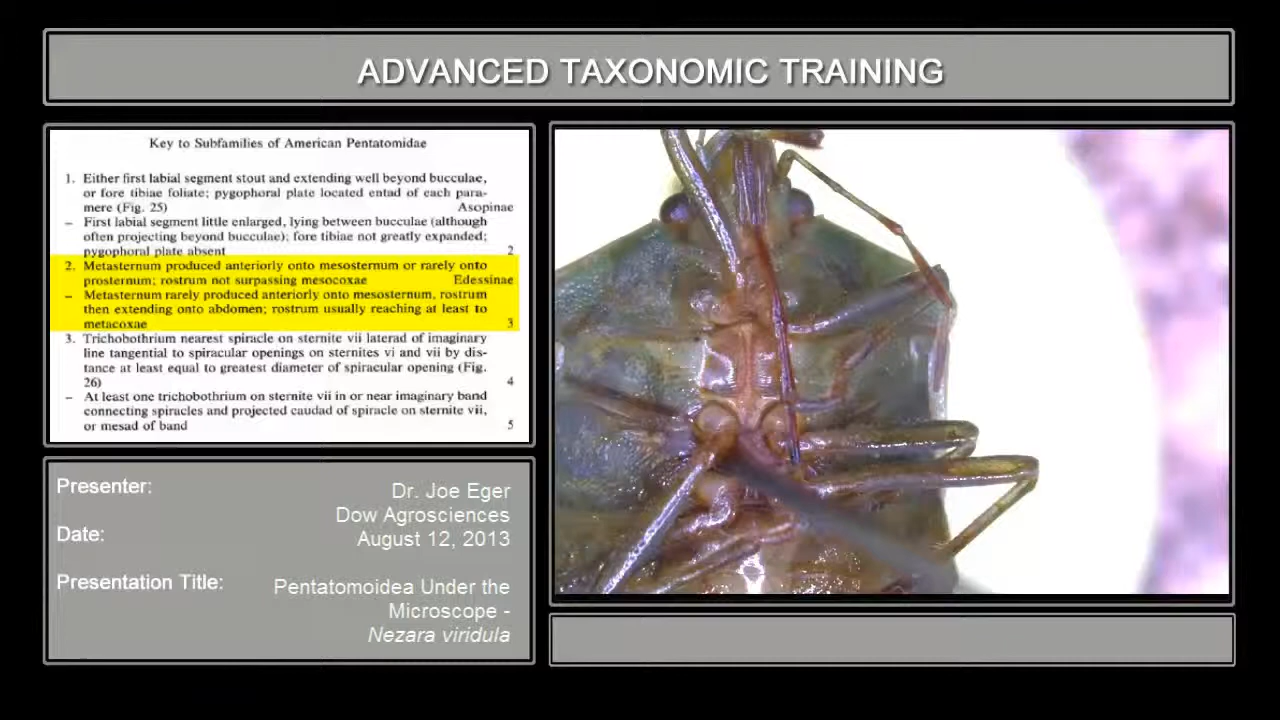 ADVANCED TAXONOMIC TRAINING
Key to Subfamilies of American Pentatomidae
1. Either first labial segment stout and extending well beyond bucculae,
or fore tibiae foliate; pygophoral plate located entad of each para-
mere (Fig. 25) Asopinae
– First labial segment little enlarged, lying between bucculae (although
often projecting beyond bucculae); fore tibiae not greatly expanded;
pygophoral plate absent 2
2. Metasternum produced anteriorly onto mesosternum or rarely onto
prosternum; rostrum not surpassing mesocoxae Edessinae
– Metasternum rarely produced anteriorly onto mesosternum, rostrum
then extending onto abdomen; rostrum usually reaching at least to
metacoxae 3
3. Trichobothrium nearest spiracle on sternite vii laterad of imaginary
line tangential to spiracular openings on sternites vi and vii by dis-
tance at least equal to greatest diameter of spiracular opening (Fig.
26) 4
– At least one trichobothrium on sternite vii in or near imaginary band
connecting spiracles and projected caudad of spiracle on sternite vii,
or mesad of band 5
Presenter: Dr. Joe Eger
Dow Agrosciences
Date: August 12, 2013
Presentation Title: Pentatomoidea Under the
Microscope -
Nezara viridula